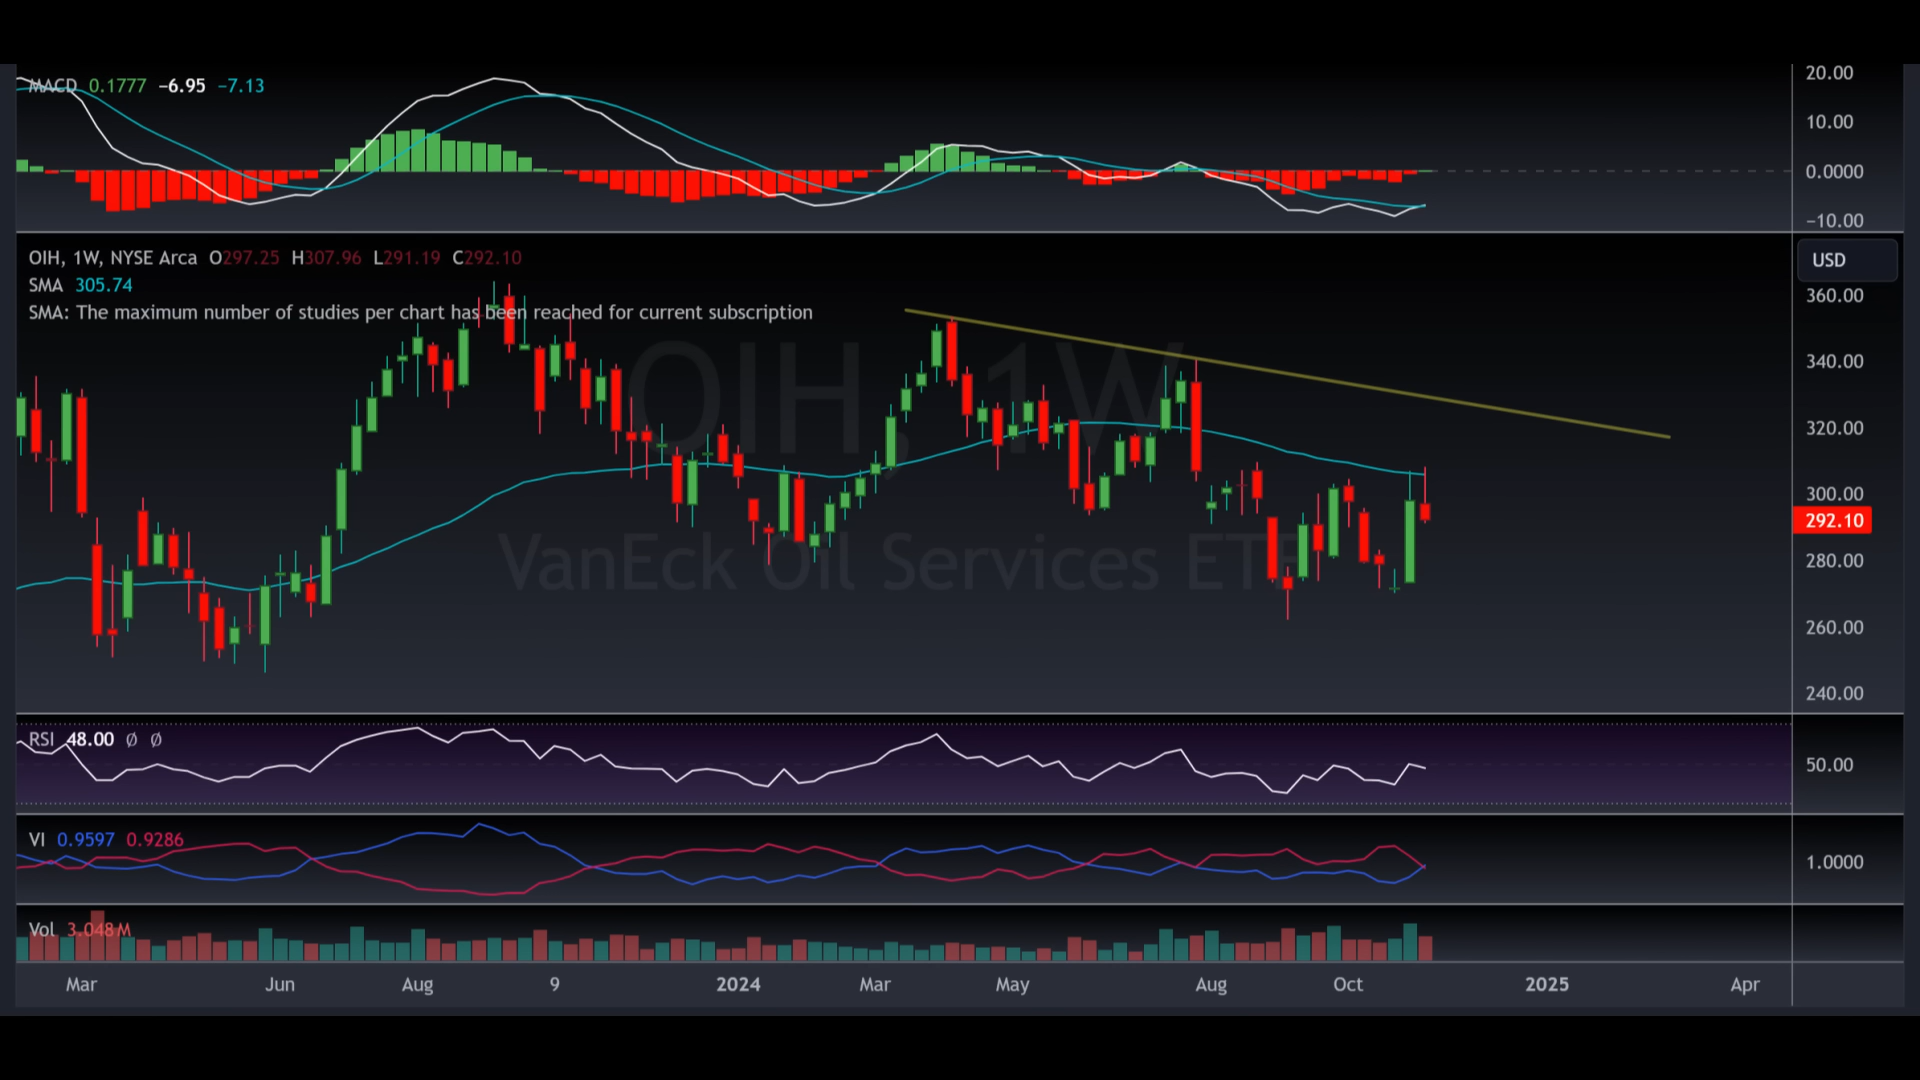 MACD 0.1777 −6.95 −7.13
20.00
10.00
0.0000
−10.00
OIH, 1W, NYSE Arca O297.25 H307.96 L291.19 C292.10
USD
SMA 305.74
SMA: The maximum number of studies per chart has been reached for current subscription
360.00
340.00
320.00
300.00
292.10
280.00
260.00
240.00
OIH, 1W
VanEck Oil Services ETF
RSI 48.00 Ø Ø
50.00
VI 0.9597 0.9286
1.0000
Vol 3.048M
Mar Jun Aug 9 2024 Mar May Aug Oct 2025 Apr